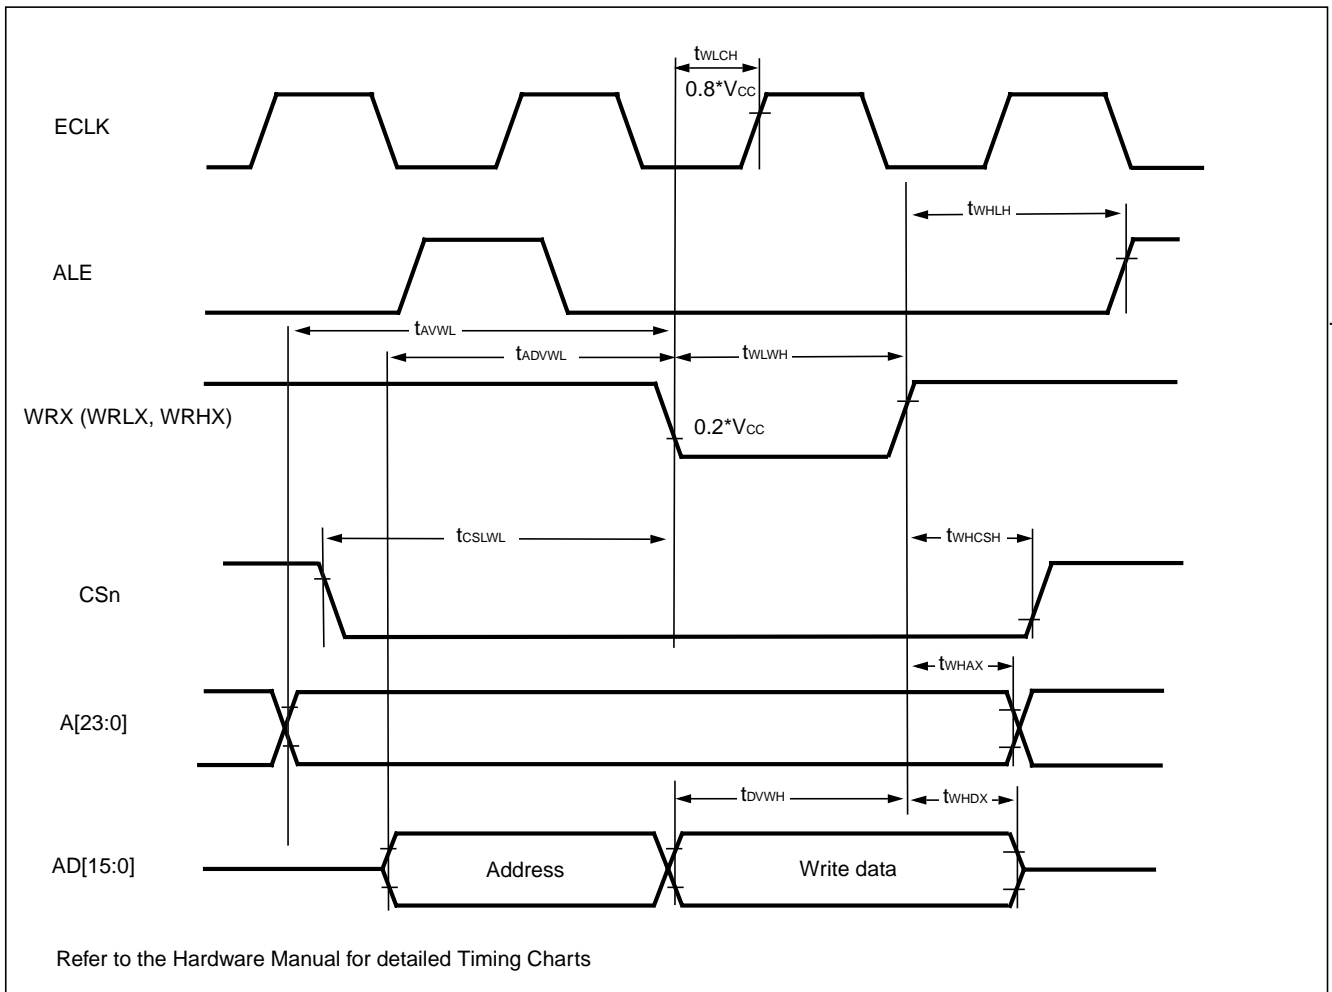 tWLCH
0.8*VCC
ECLK
tWHLH
ALE
tAVWL
tADVWL
tWLWH
WRX (WRLX, WRHX)
0.2*VCC
tCSLWL
tWHCSH
CSn
tWHAX
A[23:0]
tDVWH
tWHDX
AD[15:0]
Address
Write data
Refer to the Hardware Manual for detailed Timing Charts